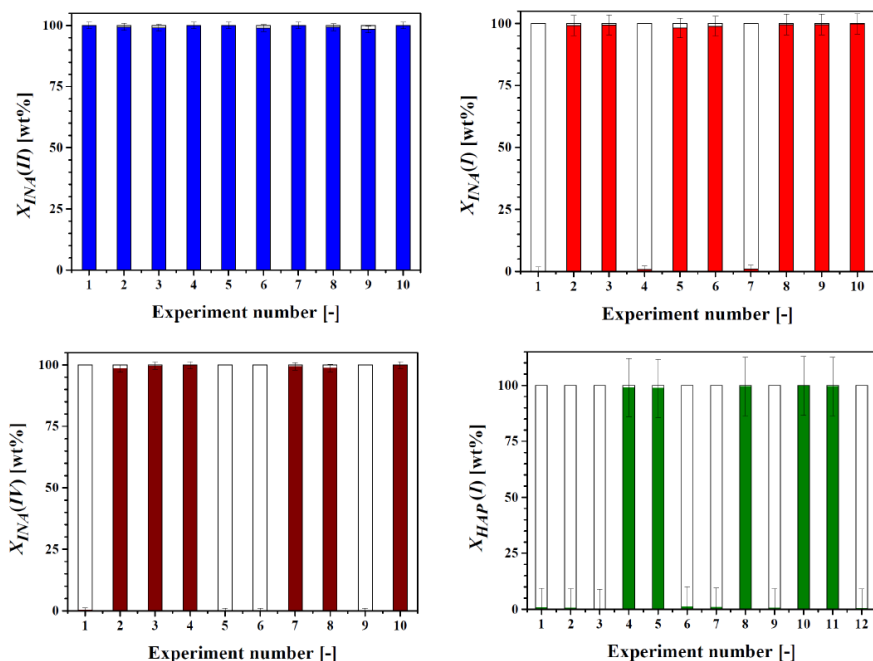 X_INA(II) [wt%]
100
75
50
25
0
1 2 3 4 5 6 7 8 9 10
Experiment number [-]
X_INA(I) [wt%]
100
75
50
25
0
1 2 3 4 5 6 7 8 9 10
Experiment number [-]
X_INA(IV) [wt%]
100
75
50
25
0
1 2 3 4 5 6 7 8 9 10
Experiment number [-]
X_HAP(I) [wt%]
100
75
50
25
0
1 2 3 4 5 6 7 8 9 10 11 12
Experiment number [-]